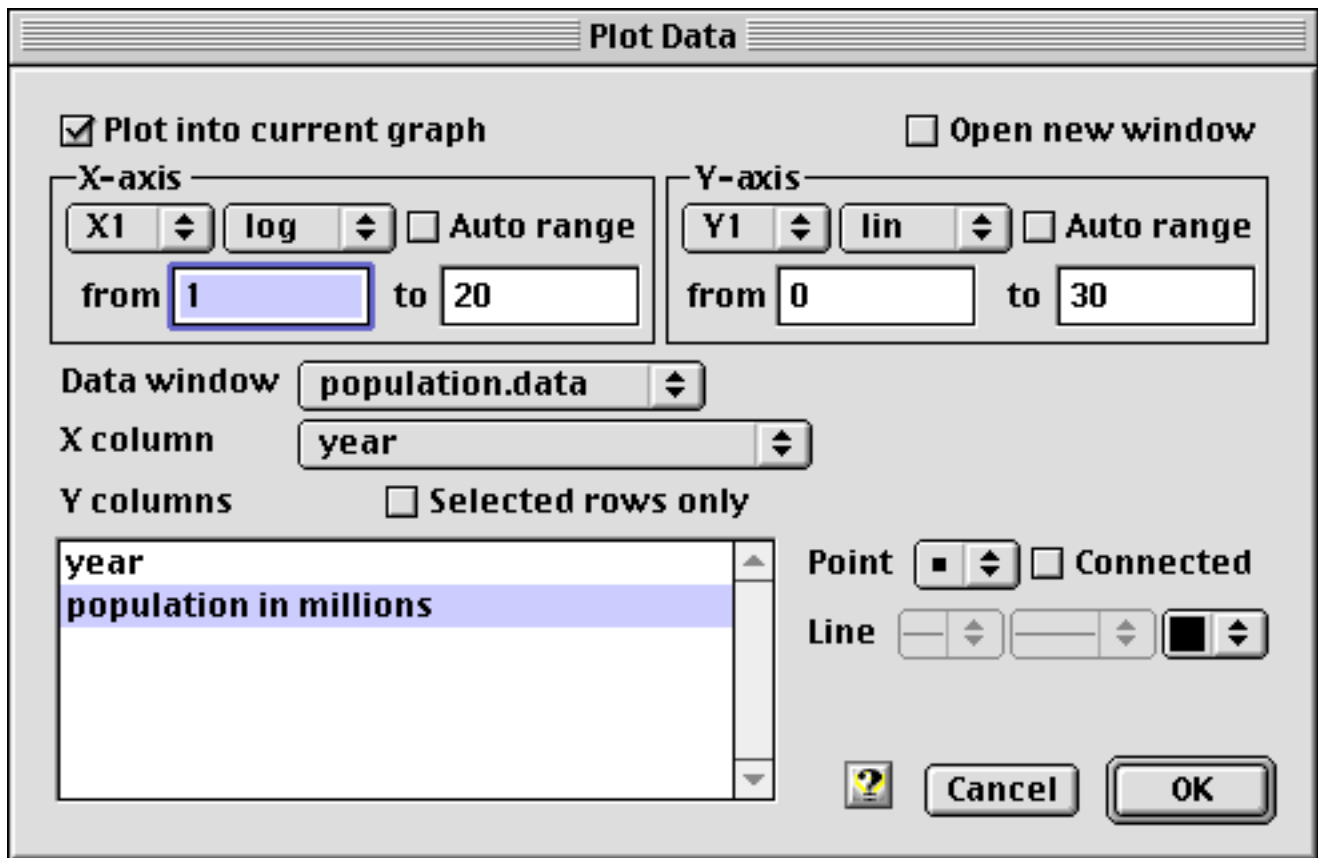 Plot Data
Plot into current graph
Open new window
X-axis
Y-axis
X1 log Auto range
Y1 lin Auto range
from 1 to 20
from 0 to 30
Data window population.data
X column year
Y columns Selected rows only
year
population in millions
Point Connected
Line
? Cancel OK